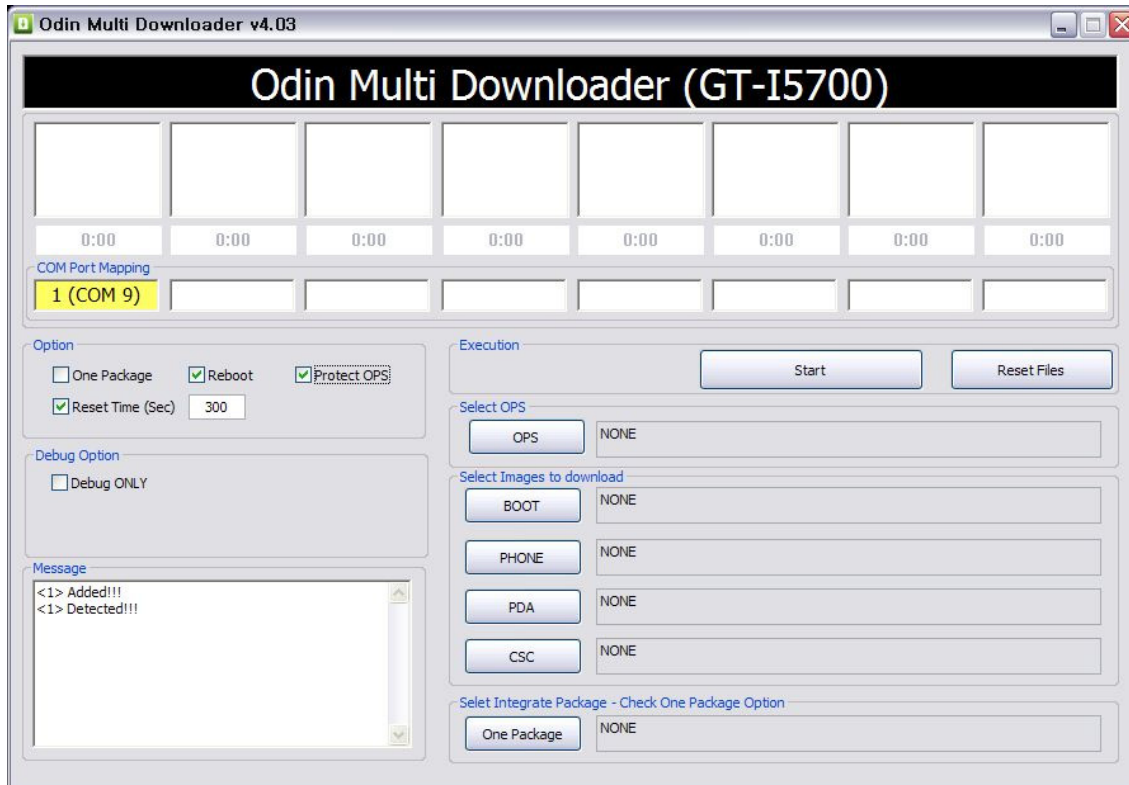 Odin Multi Downloader v4.03
Odin Multi Downloader (GT-I5700)
0:00 0:00 0:00 0:00 0:00 0:00 0:00 0:00
COM Port Mapping
1 (COM 9)
Option
One Package Reboot Protect OPS
Reset Time (Sec) 300
Debug Option
Debug ONLY
Message
<1> Added!!!
<1> Detected!!!
Execution
Start Reset Files
Select OPS
OPS NONE
Select Images to download
BOOT NONE
PHONE NONE
PDA NONE
CSC NONE
Selet Integrate Package - Check One Package Option
One Package NONE